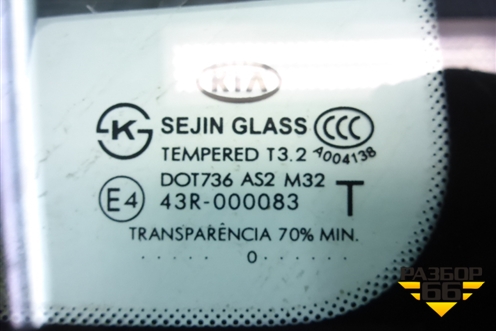 KIA
SEJIN GLASS CCC
TEMPERED T3.2 A004138
DOT736 AS2 M32
E4 43R-000083 T
TRANSPARÊNCIA 70% MIN.
..... 0......
РАЗБОР
66